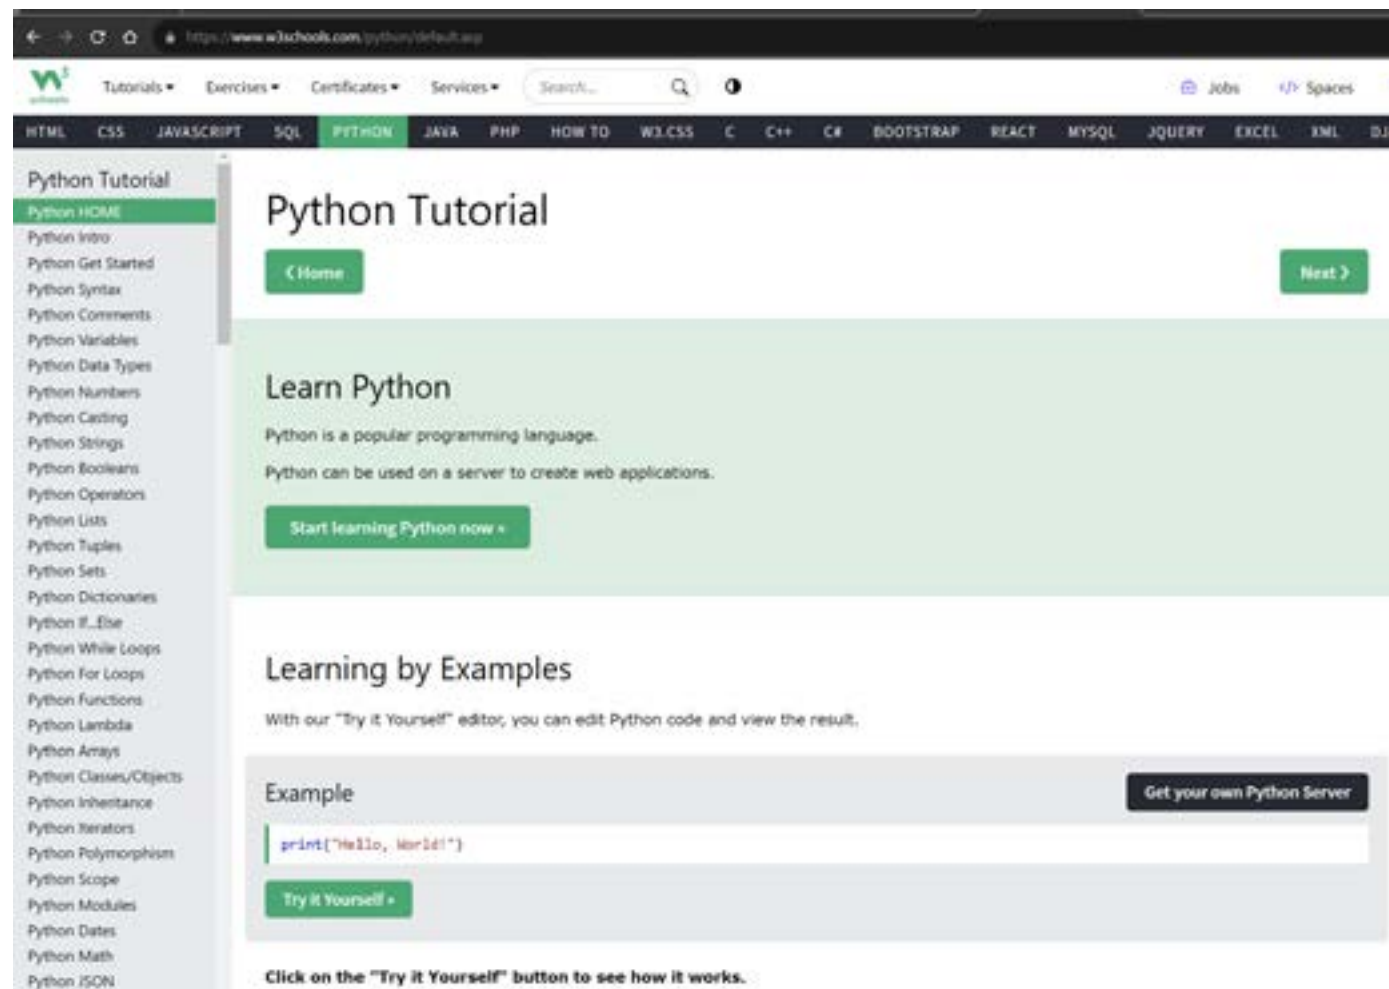 https://www.w3schools.com/python/default.asp
W3 schools
Tutorials Exercises Certificates Services Search... Jobs Spaces
HTML CSS JAVASCRIPT SQL PYTHON JAVA PHP HOW TO W3.CSS C C++ C# BOOTSTRAP REACT MYSQL JQUERY EXCEL XML DJ
Python Tutorial
Python HOME
Python Intro
Python Get Started
Python Syntax
Python Comments
Python Variables
Python Data Types
Python Numbers
Python Casting
Python Strings
Python Booleans
Python Operators
Python Lists
Python Tuples
Python Sets
Python Dictionaries
Python If...Else
Python While Loops
Python For Loops
Python Functions
Python Lambda
Python Arrays
Python Classes/Objects
Python Inheritance
Python Iterators
Python Polymorphism
Python Scope
Python Modules
Python Dates
Python Math
Python JSON
Python Tutorial
❮ Home Next ❯
Learn Python
Python is a popular programming language.
Python can be used on a server to create web applications.
Start learning Python now »
Learning by Examples
With our "Try it Yourself" editor, you can edit Python code and view the result.
Example Get your own Python Server
print("Hello, World!")
Try it Yourself »
Click on the "Try it Yourself" button to see how it works.